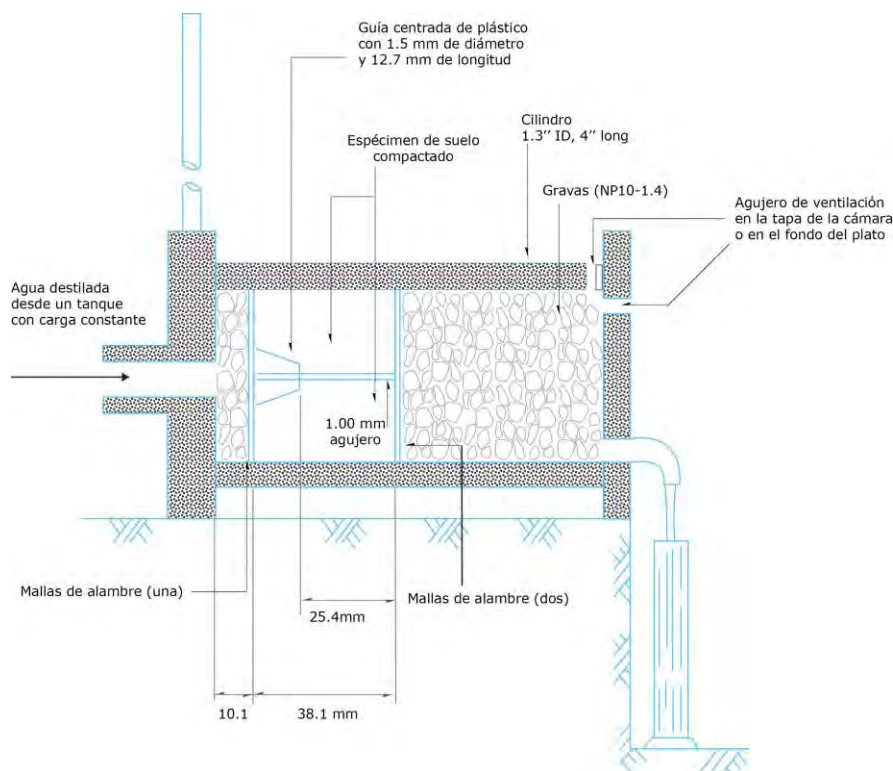 Guía centrada de plástico
con 1.5 mm de diámetro
y 12.7 mm de longitud
Espécimen de suelo
compactado
Cilindro
1.3’’ ID, 4’’ long
Gravas (NP10-1.4)
Agujero de ventilación
en la tapa de la cámara
o en el fondo del plato
Agua destilada
desde un tanque
con carga constante
1.00 mm
agujero
Mallas de alambre (una)
Mallas de alambre (dos)
25.4mm
10.1
38.1 mm